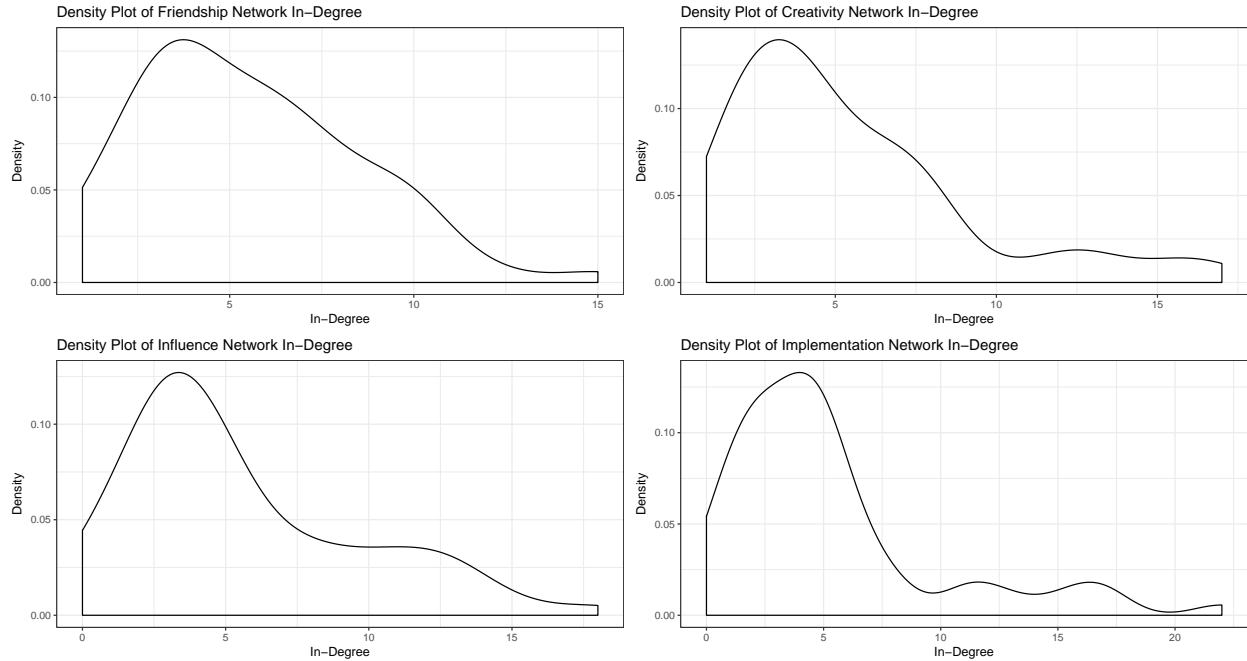 Density Plot of Friendship Network In−Degree
Density
0.10
0.05
0.00
5
10
15
In−Degree
Density Plot of Creativity Network In−Degree
Density
0.10
0.05
0.00
5
10
15
In−Degree
Density Plot of Influence Network In−Degree
Density
0.10
0.05
0.00
0
5
10
15
In−Degree
Density Plot of Implementation Network In−Degree
Density
0.10
0.05
0.00
0
5
10
15
20
In−Degree